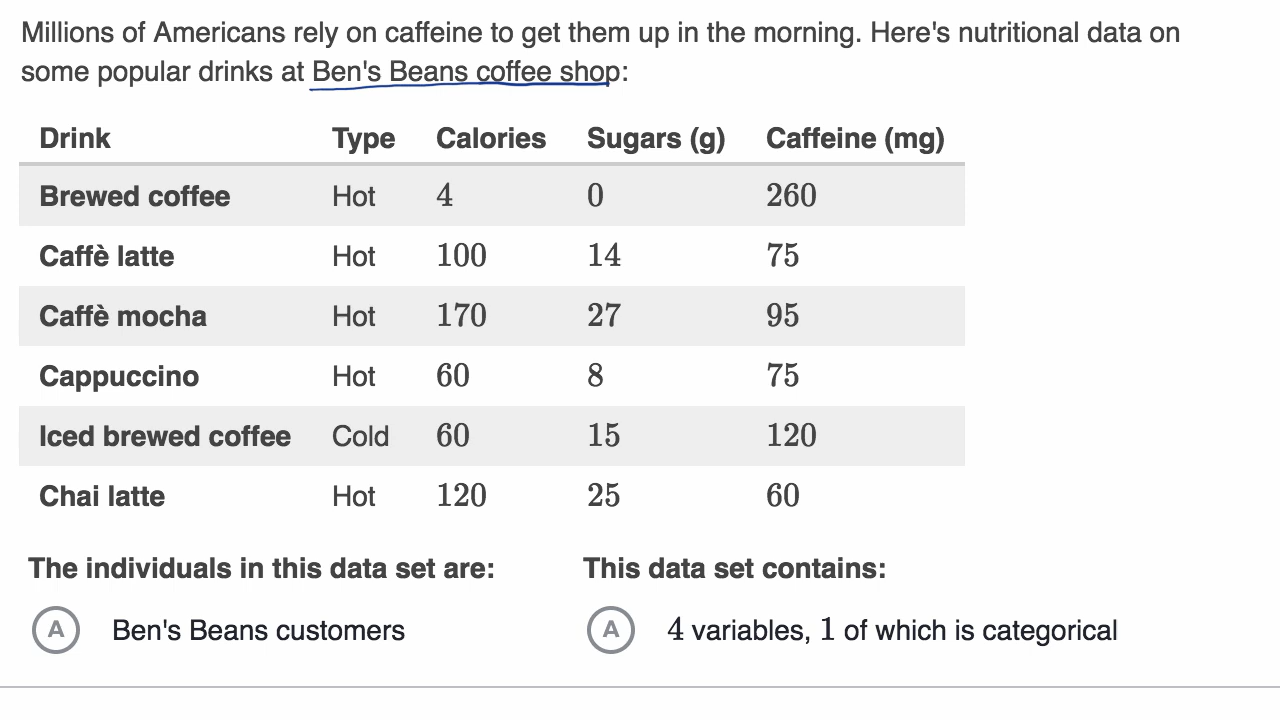 Millions of Americans rely on caffeine to get them up in the morning. Here's nutritional data on
some popular drinks at Ben's Beans coffee shop:
Drink Type Calories Sugars (g) Caffeine (mg)
Brewed coffee Hot 4 0 260
Caffè latte Hot 100 14 75
Caffè mocha Hot 170 27 95
Cappuccino Hot 60 8 75
Iced brewed coffee Cold 60 15 120
Chai latte Hot 120 25 60
The individuals in this data set are: This data set contains:
A Ben's Beans customers A 4 variables, 1 of which is categorical